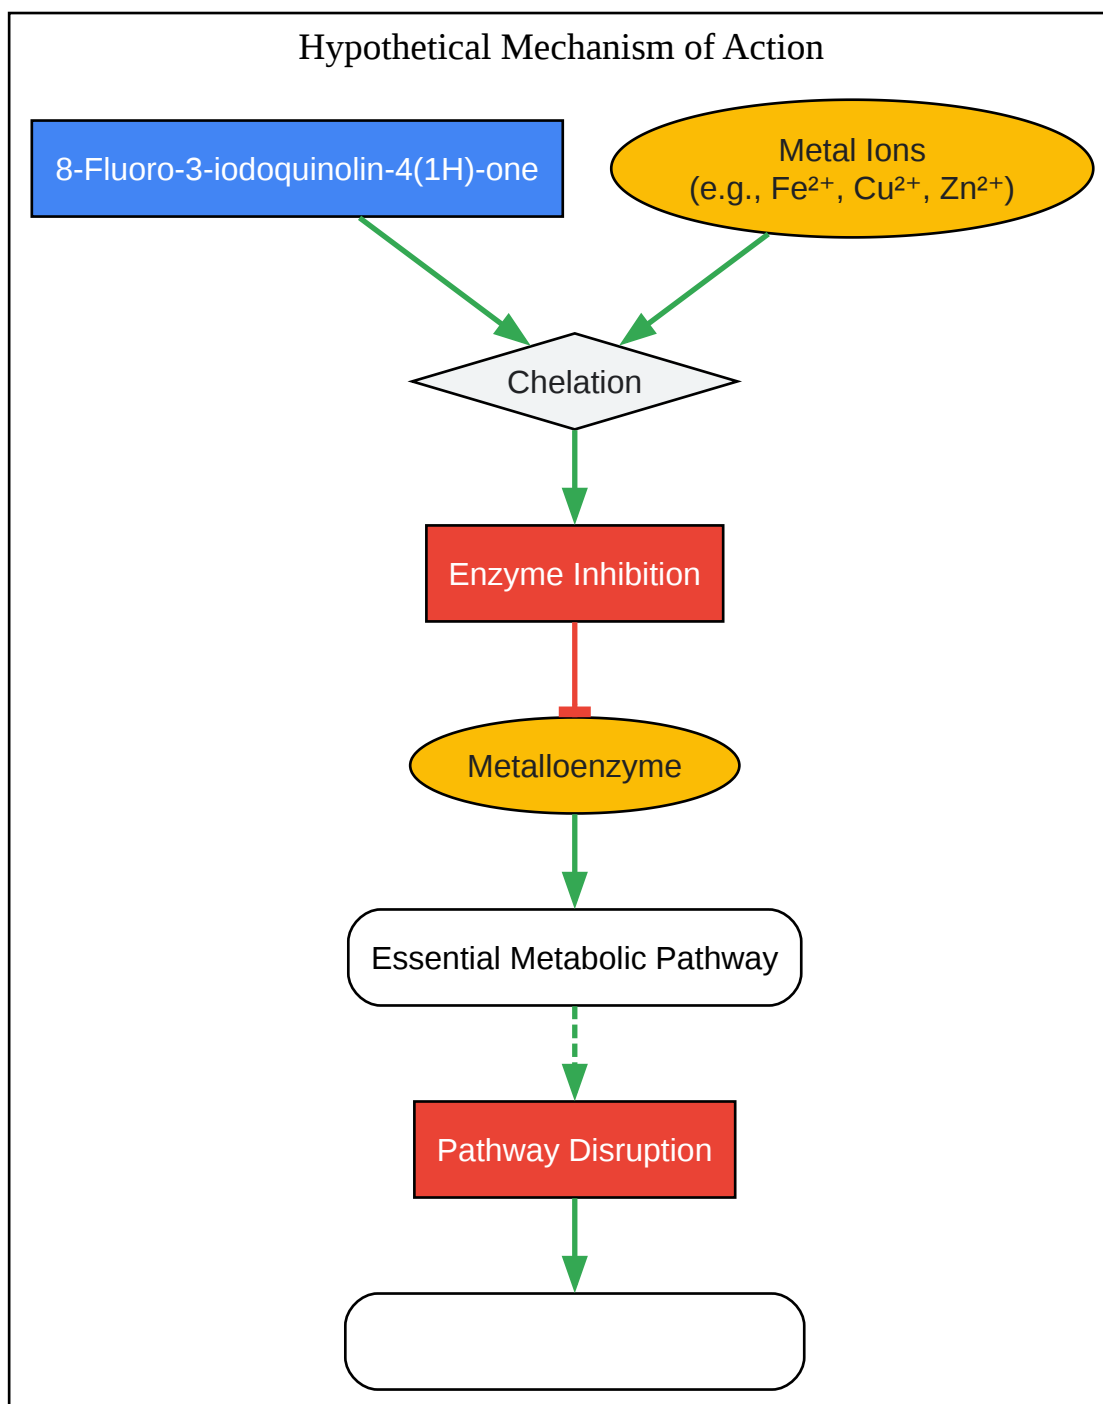 Hypothetical Mechanism of Action
8-Fluoro-3-iodoquinolin-4(1H)-one
Metal Ions
(e.g., Fe²⁺, Cu²⁺, Zn²⁺)
Chelation
Enzyme Inhibition
Metalloenzyme
Essential Metabolic Pathway
Pathway Disruption